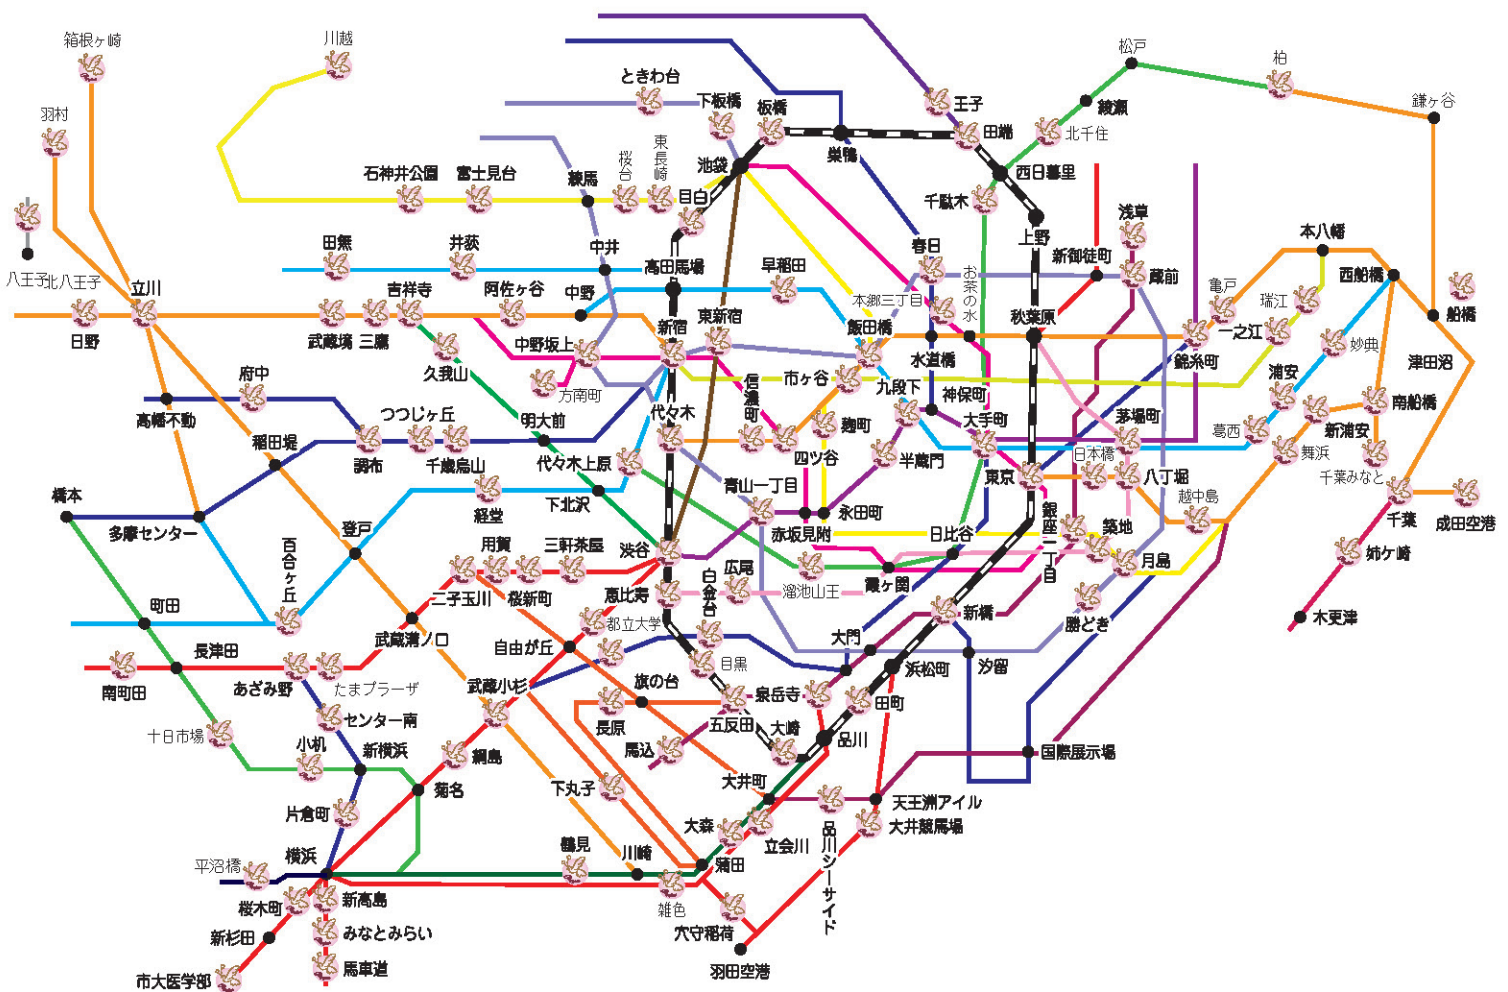 箱根ヶ崎
川越
松戸
柏
ときわ台
下板橋
板橋
王子
綾瀬
鎌ヶ谷
羽村
田端
北千住
巣鴨
東長崎
桜台
池袋
西日暮里
石神井公園
富士見台
練馬
目白
千駄木
浅草
上野
本八幡
田無
井荻
中井
春日
新御徒町
高田馬場
早稲田
西船橋
八王子
北八王子
立川
吉祥寺
阿佐ヶ谷
中野
お茶の水
蔵前
亀戸
瑞江
船橋
本郷三丁目
秋葉原
日野
武蔵境
三鷹
新宿
東新宿
飯田橋
一之江
中野坂上
水道橋
錦糸町
妙典
津田沼
久我山
方南町
信濃町
市ヶ谷
九段下
神保町
浦安
府中
南船橋
高幡不動
つつじヶ丘
明大前
代々木
麹町
大手町
茅場町
新浦安
葛西
稲田堤
調布
千歳烏山
代々木上原
四ツ谷
半蔵門
日本橋
舞浜
千葉みなと
東京
八丁堀
橋本
経堂
下北沢
青山一丁目
越中島
千葉
成田空港
多摩センター
登戸
永田町
赤坂見附
日比谷
銀座一丁目
築地
百合ヶ丘
用賀
三軒茶屋
渋谷
広尾
月島
姉ケ崎
霞ヶ関
二子玉川
桜新町
恵比寿
白金台
溜池山王
町田
都立大学
新橋
勝どき
木更津
武蔵溝ノ口
自由が丘
大門
長津田
目黒
浜松町
汐留
南町田
あざみ野
たまプラーザ
武蔵小杉
旗の台
泉岳寺
田町
センター南
長原
五反田
十日市場
小机
新横浜
綱島
馬込
大崎
品川
国際展示場
菊名
下丸子
大井町
天王洲アイル
片倉町
大森
立会川
品川シーサイド
大井競馬場
横浜
平沼橋
鶴見
川崎
蒲田
桜木町
新高島
雑色
新杉田
みなとみらい
穴守稲荷
市大医学部
馬車道
羽田空港